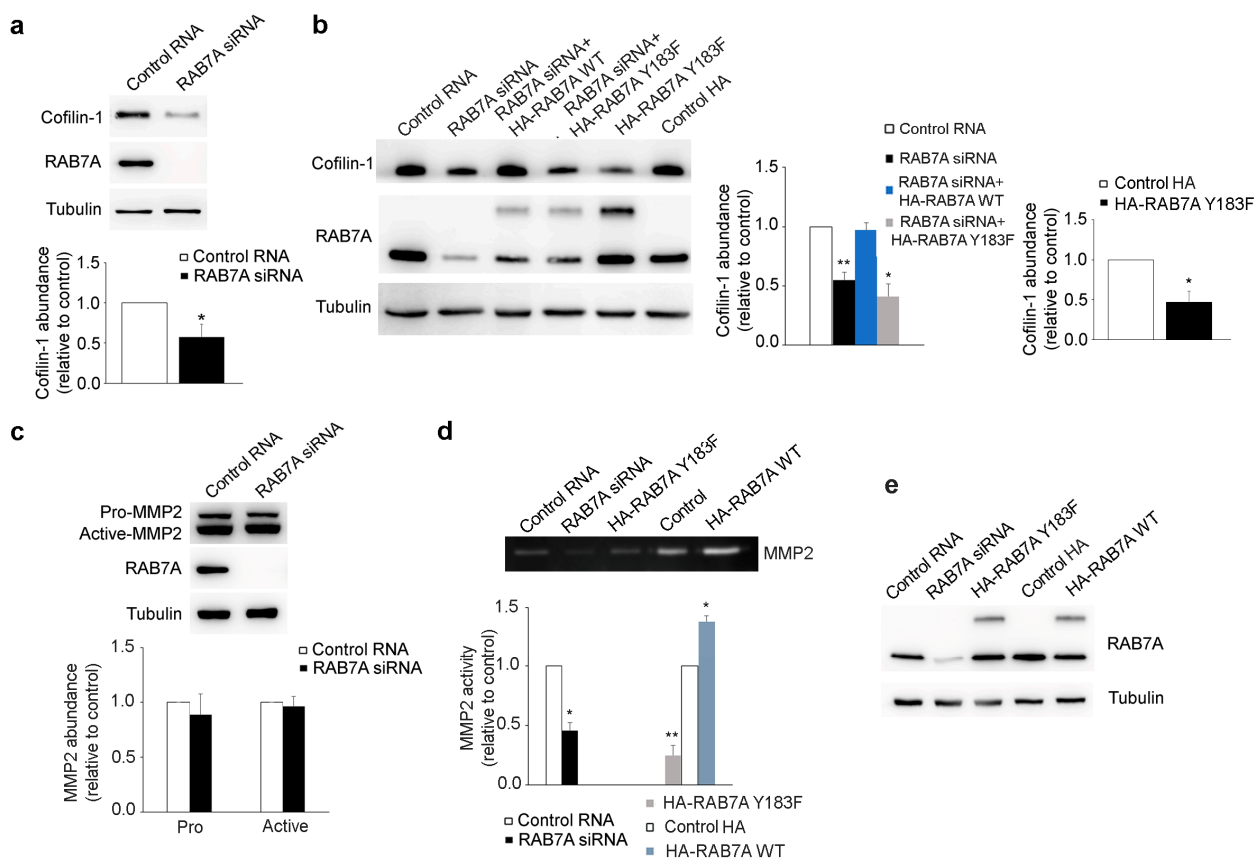 a
Control RNA
RAB7A siRNA
Cofilin-1
RAB7A
Tubulin
Control RNA
RAB7A siRNA
Cofilin-1 abundance
(relative to control)
1.5
1.0
0.5
0.0
*
b
Control RNA
RAB7A siRNA
RAB7A siRNA+
HA-RAB7A WT
RAB7A siRNA+
HA-RAB7A Y183F
HA-RAB7A Y183F
Control HA
Cofilin-1
RAB7A
Tubulin
Control RNA
RAB7A siRNA
RAB7A siRNA+
HA-RAB7A WT
RAB7A siRNA+
HA-RAB7A Y183F
Cofilin-1 abundance
(relative to control)
1.5
1.0
0.5
0.0
**
*
Control HA
HA-RAB7A Y183F
Cofilin-1 abundance
(relative to control)
1.5
1.0
0.5
0.0
*
c
Control RNA
RAB7A siRNA
Pro-MMP2
Active-MMP2
RAB7A
Tubulin
Control RNA
RAB7A siRNA
MMP2 abundance
(relative to control)
1.5
1.0
0.5
0.0
Pro
Active
d
Control RNA
RAB7A siRNA
HA-RAB7A Y183F
Control
HA-RAB7A WT
MMP2
MMP2 activity
(relative to control)
1.5
1.0
0.5
0.0
*
**
*
Control RNA
RAB7A siRNA
HA-RAB7A Y183F
Control HA
HA-RAB7A WT
e
Control RNA
RAB7A siRNA
HA-RAB7A Y183F
Control HA
HA-RAB7A WT
RAB7A
Tubulin